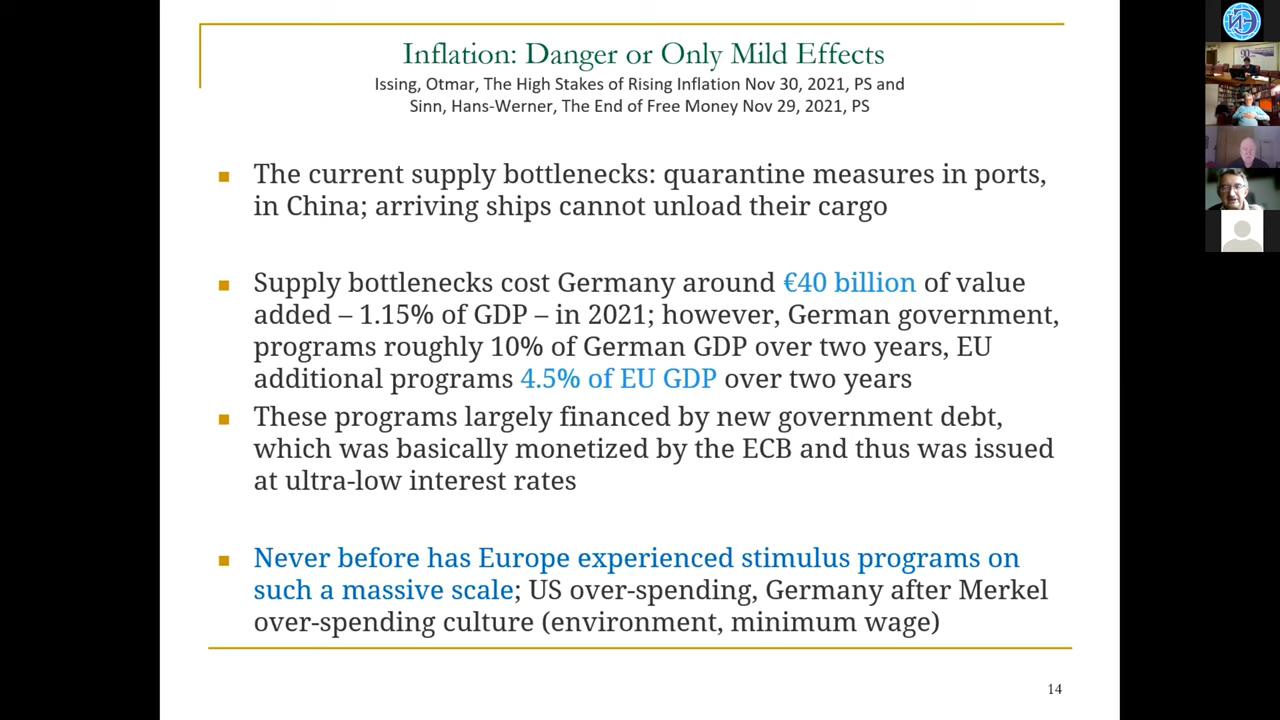 Inflation: Danger or Only Mild Effects
Issing, Otmar, The High Stakes of Rising Inflation Nov 30, 2021, PS and
Sinn, Hans-Werner, The End of Free Money Nov 29, 2021, PS
■ The current supply bottlenecks: quarantine measures in ports,
in China; arriving ships cannot unload their cargo
■ Supply bottlenecks cost Germany around €40 billion of value
added – 1.15% of GDP – in 2021; however, German government,
programs roughly 10% of German GDP over two years, EU
additional programs 4.5% of EU GDP over two years
■ These programs largely financed by new government debt,
which was basically monetized by the ECB and thus was issued
at ultra-low interest rates
■ Never before has Europe experienced stimulus programs on
such a massive scale; US over-spending, Germany after Merkel
over-spending culture (environment, minimum wage)
14